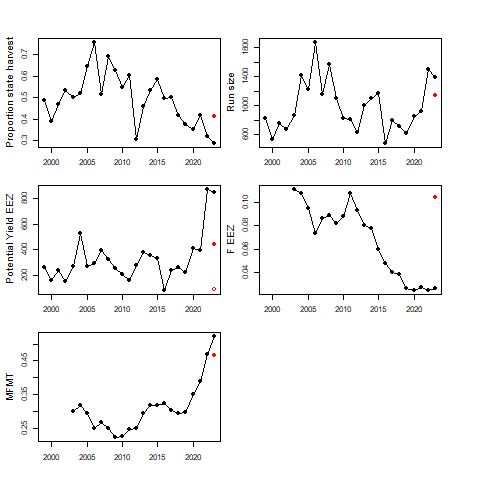 Proportion state harvest
0.3 0.4 0.5 0.6 0.7
2000 2005 2010 2015 2020
Run size
600 1000 1400 1800
2000 2005 2010 2015 2020
Potential Yield EEZ
200 400 600 800
2000 2005 2010 2015 2020
F EEZ
0.04 0.06 0.08 0.10
2000 2005 2010 2015 2020
MFMT
0.25 0.35 0.45
2000 2005 2010 2015 2020